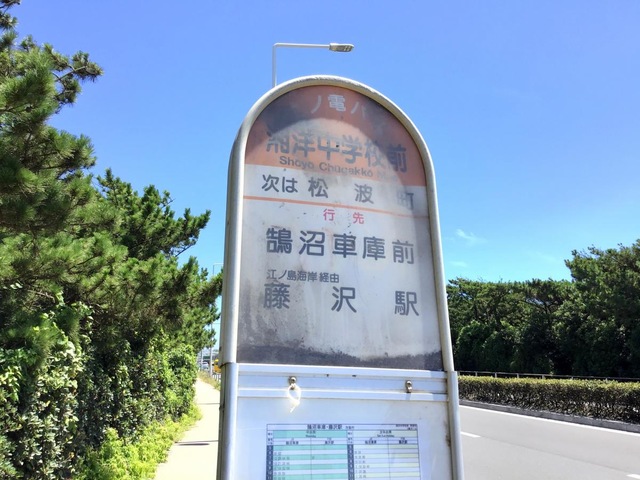 ノ電バ
湘洋中学校前
Shoyo Chugakko M
次は 松波町
行先
鵠沼車庫前
江ノ島海岸経由
藤沢駅